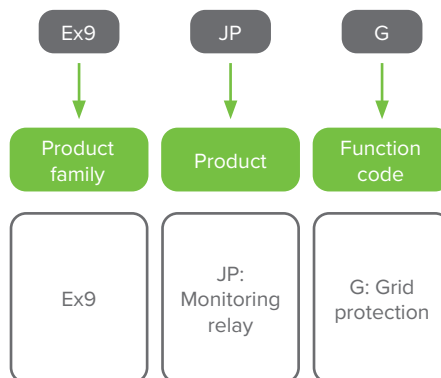 Ex9
JP
G
Product
family
Product
Function
code
Ex9
JP:
Monitoring
relay
G: Grid
protection